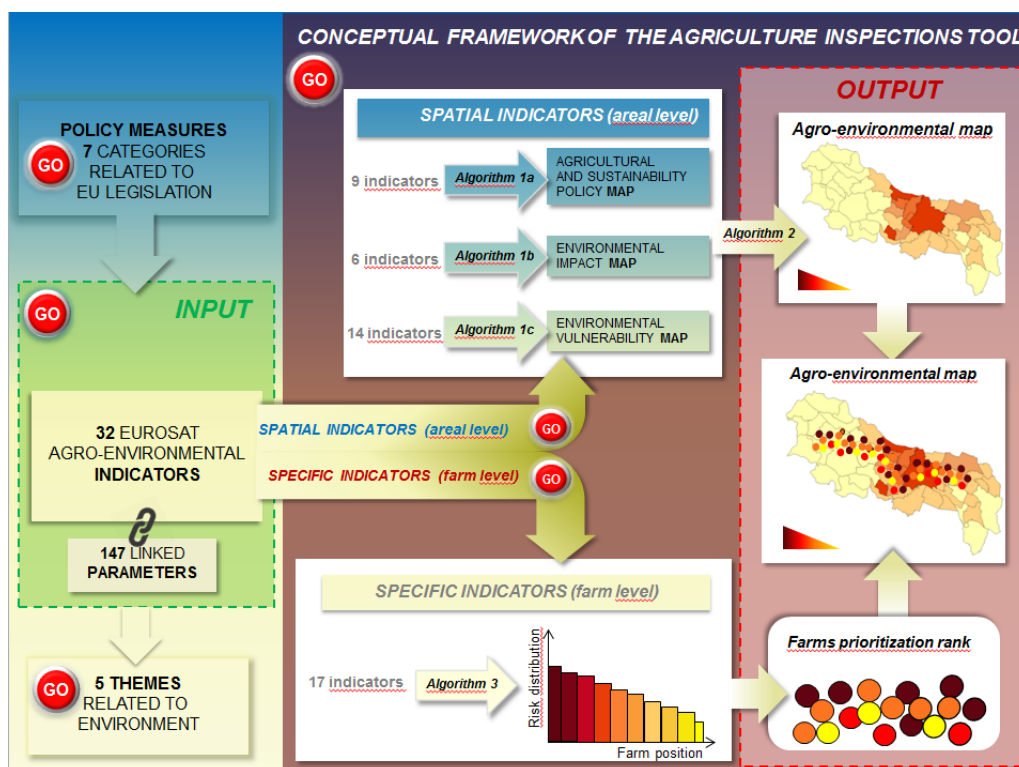 CONCEPTUAL FRAMEWORK OF THE AGRICULTURE INSPECTIONS TOOL
GO
POLICY MEASURES
7 CATEGORIES
RELATED TO
EU LEGISLATION
GO
GO
INPUT
32 EUROSAT
AGRO-ENVIRONMENTAL
INDICATORS
147 LINKED
PARAMETERS
GO
5 THEMES
RELATED TO
ENVIRONMENT
SPATIAL INDICATORS (areal level)
9 indicators
Algorithm 1a
AGRICULTURAL
AND SUSTAINABILITY
POLICY MAP
6 indicators
Algorithm 1b
ENVIRONMENTAL
IMPACT MAP
14 indicators
Algorithm 1c
ENVIRONMENTAL
VULNERABILITY MAP
SPATIAL INDICATORS (areal level)
GO
SPECIFIC INDICATORS (farm level)
GO
SPECIFIC INDICATORS (farm level)
17 indicators
Algorithm 3
Risk distribution
Farm position
Algorithm 2
OUTPUT
Agro-environmental map
Agro-environmental map
Farms prioritization rank